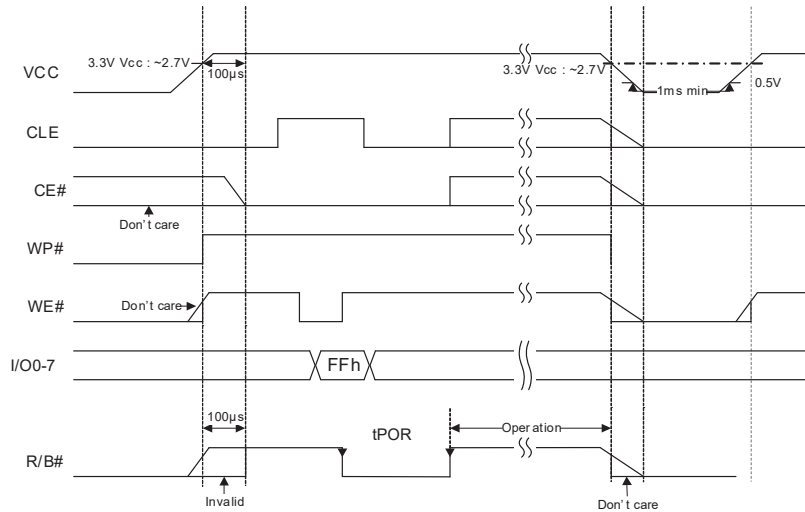 VCC
3.3V Vcc : ~2.7V
100µs
3.3V Vcc : ~2.7V
1ms min
0.5V
CLE
CE#
Don't care
WP#
WE#
Don't care
I/O0-7
FFh
100µs
tPOR
Operation
R/B#
Invalid
Don't care